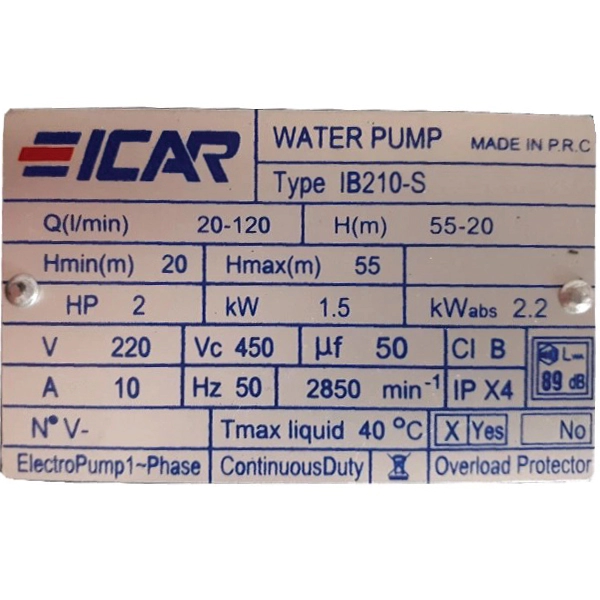 EICAR
WATER PUMP MADE IN P.R.C
Type IB210-S
Q(l/min) 20-120 H(m) 55-20
Hmin(m) 20 Hmax(m) 55
HP 2 kW 1.5 kWabs 2.2
V 220 Vc 450 μf 50 Cl B
A 10 Hz 50 2850 min⁻¹ IP X4
89 dB
N° V- Tmax liquid 40 °C X Yes No
ElectroPump1~Phase ContinuousDuty Overload Protector